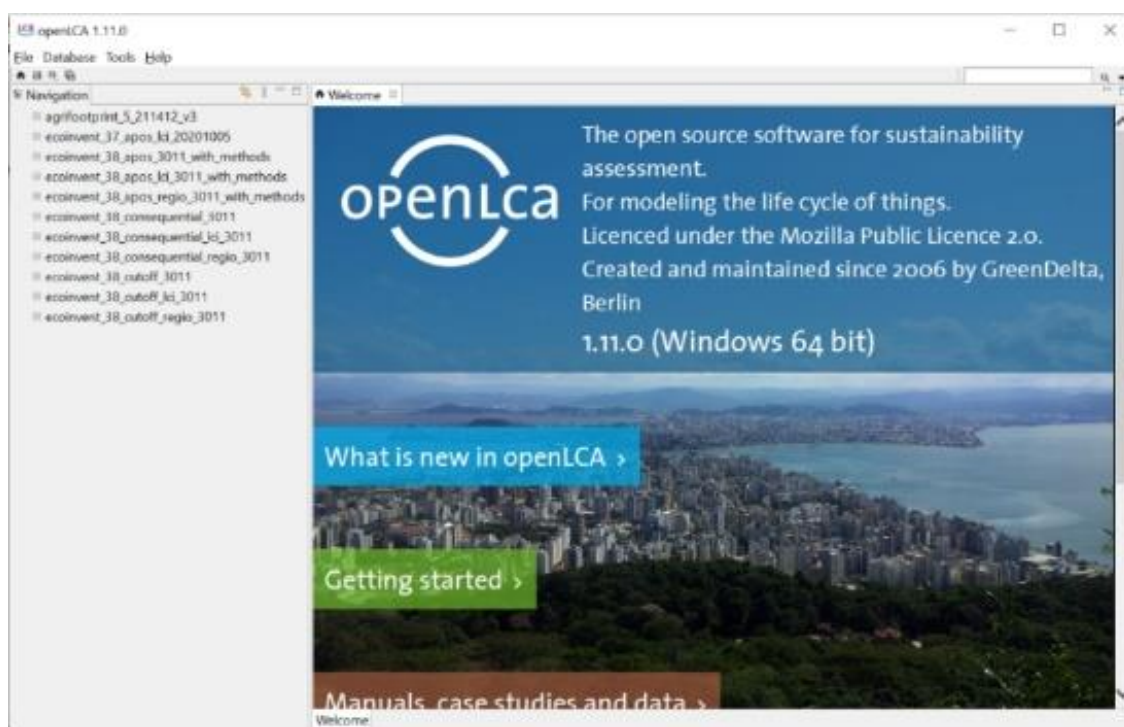 openLCA 1.11.0
File Database Tools Help
Navigation
Welcome
agrifootprint_5_211412_v3
ecoinvent_37_apos_lci_20201005
ecoinvent_38_apos_3011_with_methods
ecoinvent_38_apos_lci_3011_with_methods
ecoinvent_38_apos_regio_3011_with_methods
ecoinvent_38_consequential_3011
ecoinvent_38_consequential_lci_3011
ecoinvent_38_consequential_regio_3011
ecoinvent_38_cutoff_3011
ecoinvent_38_cutoff_lci_3011
ecoinvent_38_cutoff_regio_3011
openLca
The open source software for sustainability
assessment.
For modeling the life cycle of things.
Licenced under the Mozilla Public Licence 2.0.
Created and maintained since 2006 by GreenDelta,
Berlin
1.11.0 (Windows 64 bit)
What is new in openLCA >
Getting started >
Manuals, case studies and data >
Welcome